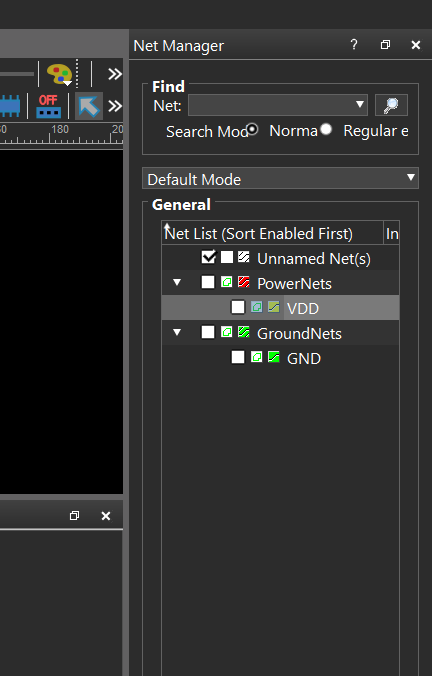 Net Manager ?
Find
Net:
OFF
Search Mod Norma Regular e
60 180 20
Default Mode
General
Net List (Sort Enabled First) In
Unnamed Net(s)
PowerNets
VDD
GroundNets
GND